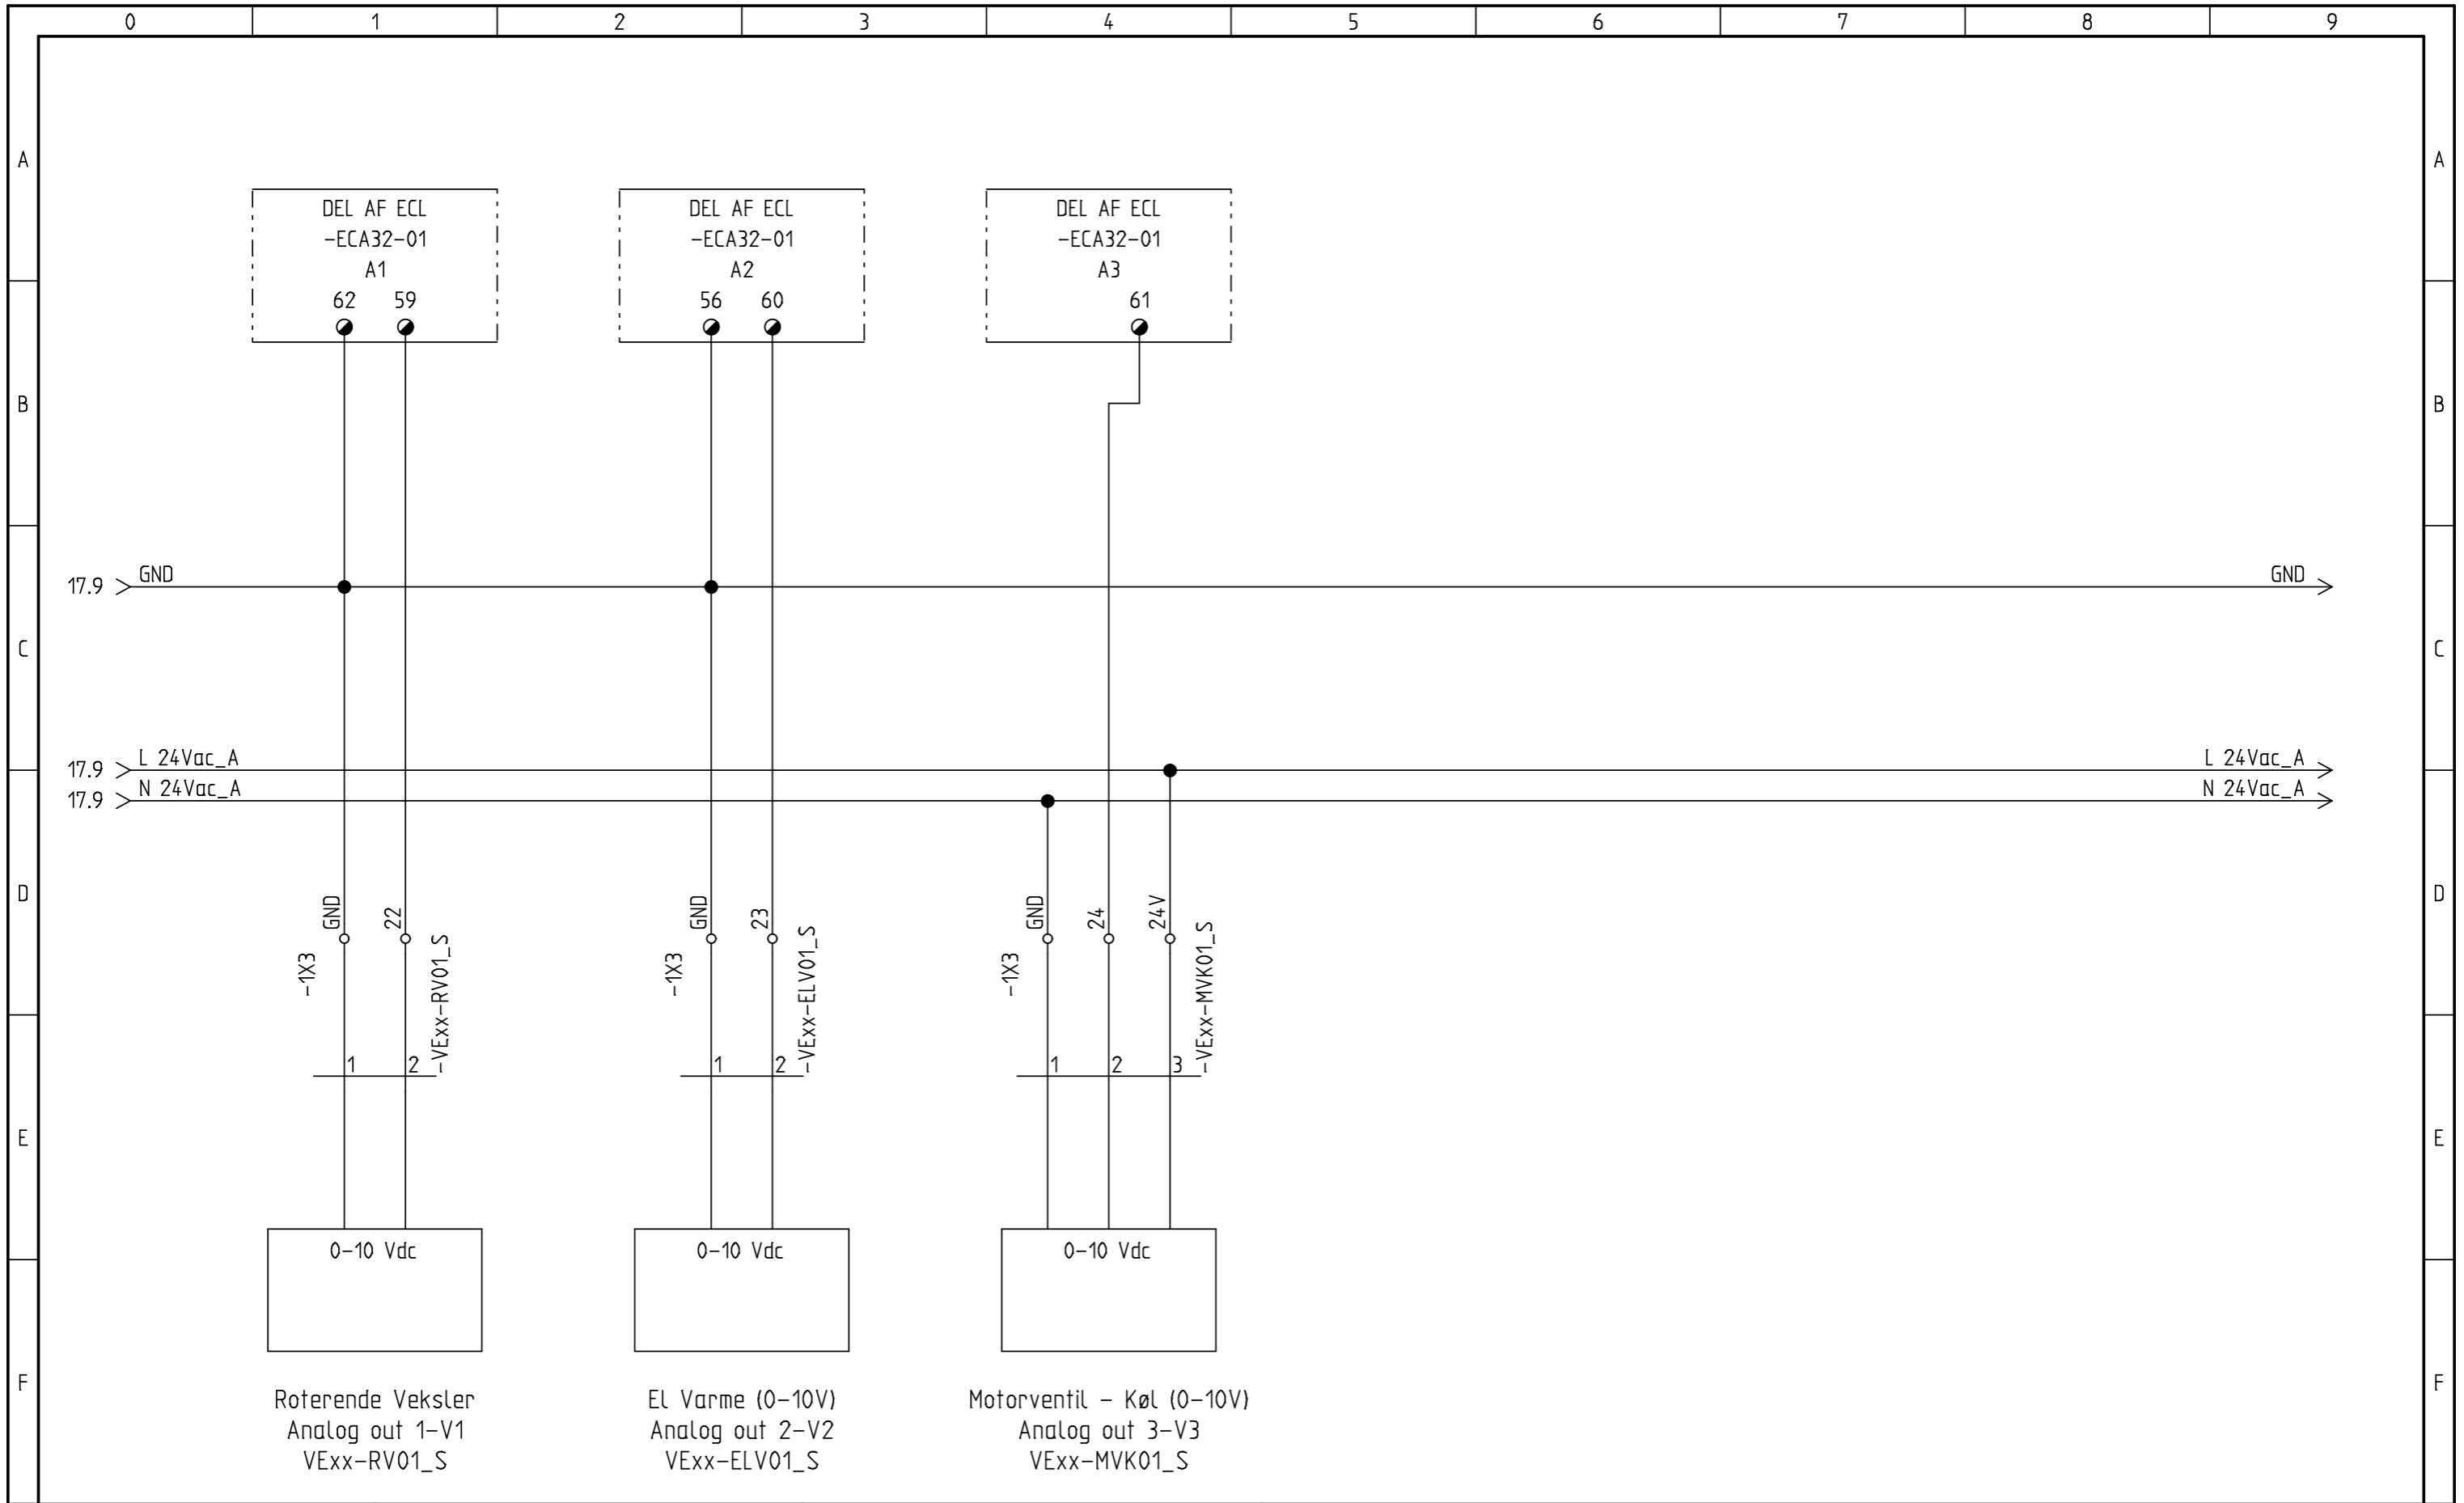 0 1 2 3 4 5 6 7 8 9
A A
DEL AF ECL DEL AF ECL DEL AF ECL
-ECA32-01 -ECA32-01 -ECA32-01
A1 A2 A3
62 59 56 60 61
B B
17.9 GND GND
C C
17.9 L 24Vac_A L 24Vac_A
17.9 N 24Vac_A N 24Vac_A
D D
GND 22 GND 23 GND 24 24V
-1X3 -VExx-RV01_S -1X3 -VExx-ELV01_S -1X3 -VExx-MVK01_S
1 2 1 2 1 2 3
E E
0-10 Vdc 0-10 Vdc 0-10 Vdc
F F
Roterende Veksler El Varme (0-10V) Motorventil - Køl (0-10V)
Analog out 1-V1 Analog out 2-V2 Analog out 3-V3
VExx-RV01_S VExx-ELV01_S VExx-MVK01_S